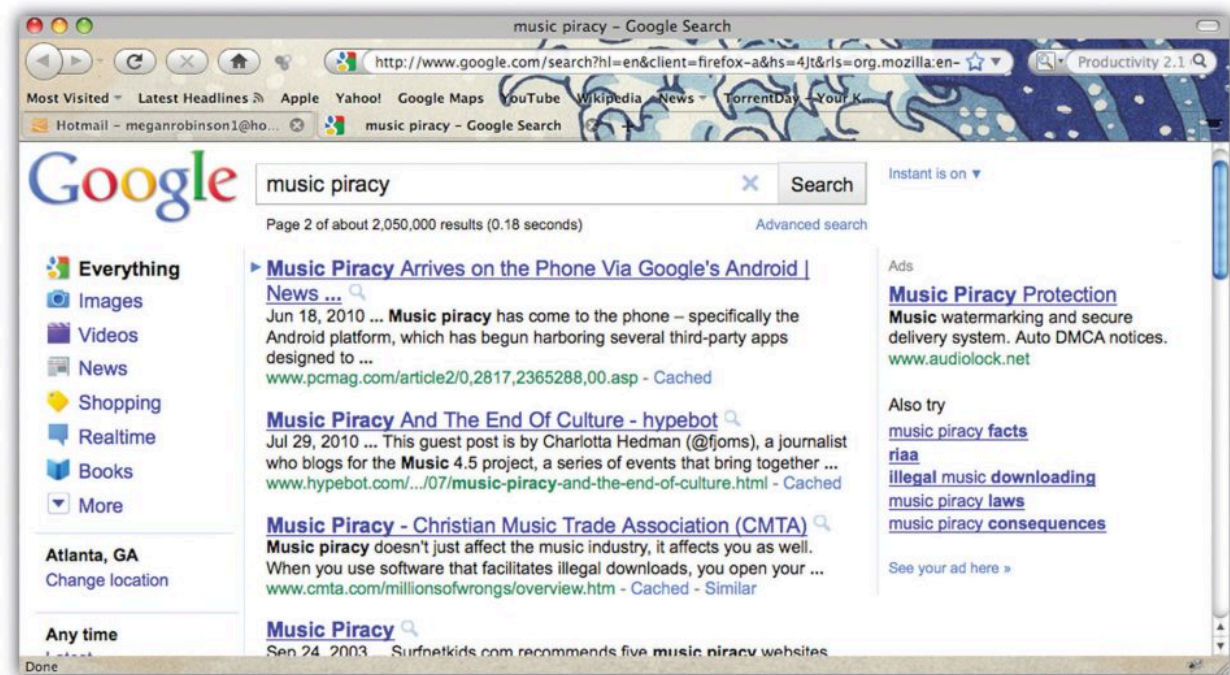 music piracy – Google Search
http://www.google.com/search?hl=en&client=firefox-a&hs=4Jt&rls=org.mozilla:en-
Productivity 2.1
Most Visited Latest Headlines Apple Yahoo! Google Maps YouTube Wikipedia News TorrentDay – Your K...
Hotmail – meganrobinson1@ho... music piracy – Google Search
Google
music piracy
Search
Instant is on
Page 2 of about 2,050,000 results (0.18 seconds) Advanced search
Everything
Images
Videos
News
Shopping
Realtime
Books
More
Atlanta, GA
Change location
Any time
Music Piracy Arrives on the Phone Via Google's Android |
News ...
Jun 18, 2010 ... Music piracy has come to the phone – specifically the
Android platform, which has begun harboring several third-party apps
designed to ...
www.pcmag.com/article2/0,2817,2365288,00.asp - Cached
Music Piracy And The End Of Culture - hypebot
Jul 29, 2010 ... This guest post is by Charlotta Hedman (@fjoms), a journalist
who blogs for the Music 4.5 project, a series of events that bring together ...
www.hypebot.com/.../07/music-piracy-and-the-end-of-culture.html - Cached
Music Piracy - Christian Music Trade Association (CMTA)
Music piracy doesn't just affect the music industry, it affects you as well.
When you use software that facilitates illegal downloads, you open your ...
www.cmta.com/millionsofwrongs/overview.htm - Cached - Similar
Music Piracy
Sep 24, 2003 ... Surfnetkids.com recommends five music piracy websites
Ads
Music Piracy Protection
Music watermarking and secure
delivery system. Auto DMCA notices.
www.audiolock.net
Also try
music piracy facts
riaa
illegal music downloading
music piracy laws
music piracy consequences
See your ad here »
Done